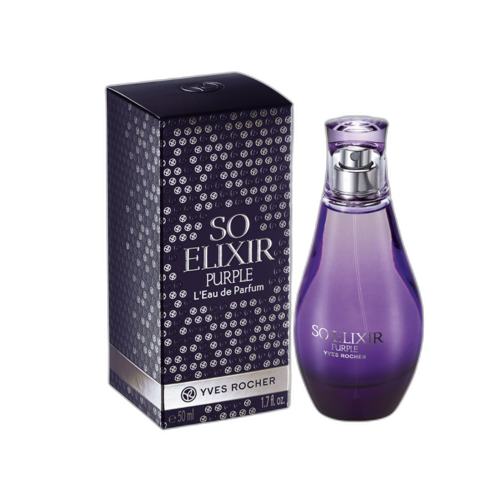 SO
ELIXIR
PURPLE
L'Eau de Parfum
YVES ROCHER
e 50 ml 1.7 fl. oz.
SO ELIXIR
PURPLE
YVES ROCHER